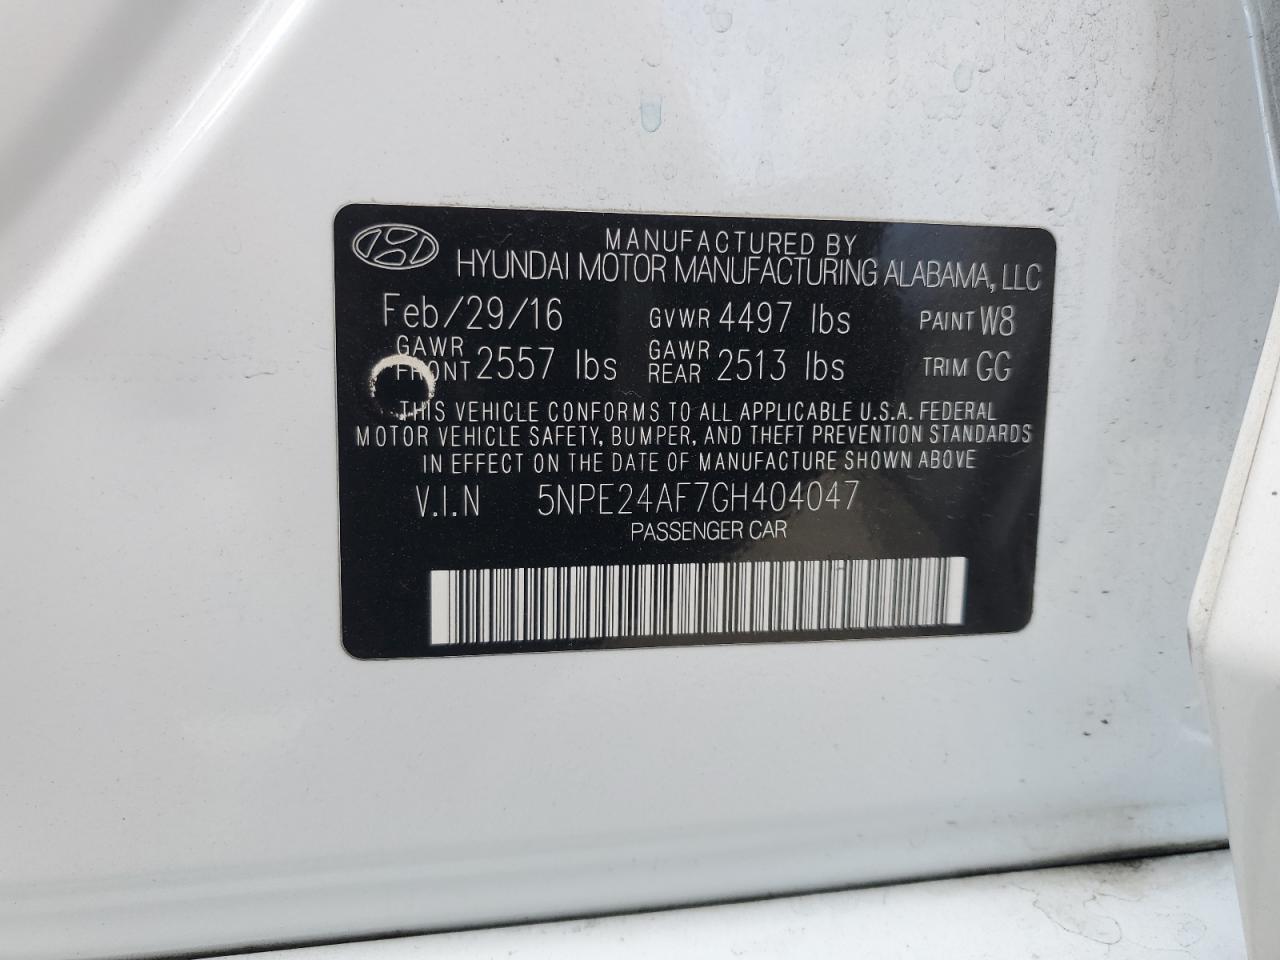 MANUFACTURED BY
HYUNDAI MOTOR MANUFACTURING ALABAMA, LLC
Feb/29/16 GVWR 4497 lbs PAINT W8
GAWR FRONT 2557 lbs GAWR REAR 2513 lbs TRIM GG
THIS VEHICLE CONFORMS TO ALL APPLICABLE U.S.A. FEDERAL
MOTOR VEHICLE SAFETY, BUMPER, AND THEFT PREVENTION STANDARDS
IN EFFECT ON THE DATE OF MANUFACTURE SHOWN ABOVE
V.I.N 5NPE24AF7GH404047
PASSENGER CAR